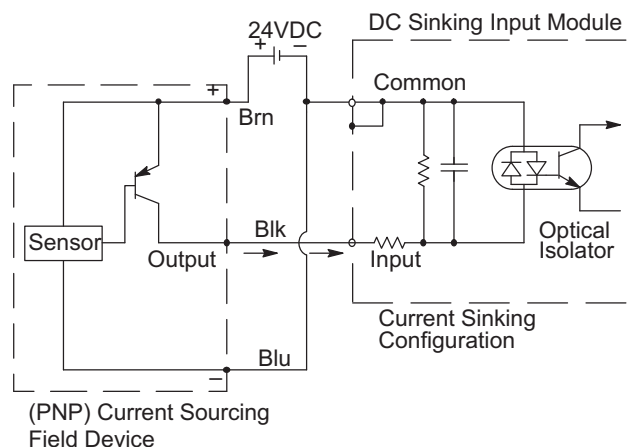 24VDC
DC Sinking Input Module
+
−
Common
+
Brn
Sensor
Output
Blk
Input
Optical
Isolator
Blu
−
Current Sinking
Configuration
(PNP) Current Sourcing
Field Device